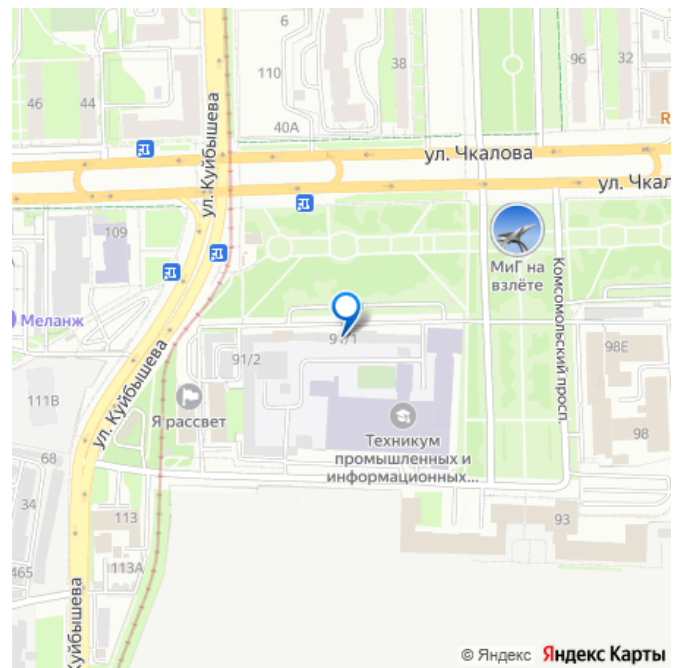 6
110
38
96
32
46
44
40А
R
ул. Куйбышева
ул. Чкалова
ул. Чкал
109
МиГ на
взлёте
Комсомольский просп.
Меланж
91/1
91/2
98Е
111В
Я рассвет
ул. Куйбышева
Техникум
промышленных и
информационных...
98
68
34
113
93
465
113А
Куйбышева
© Яндекс Яндекс Карты